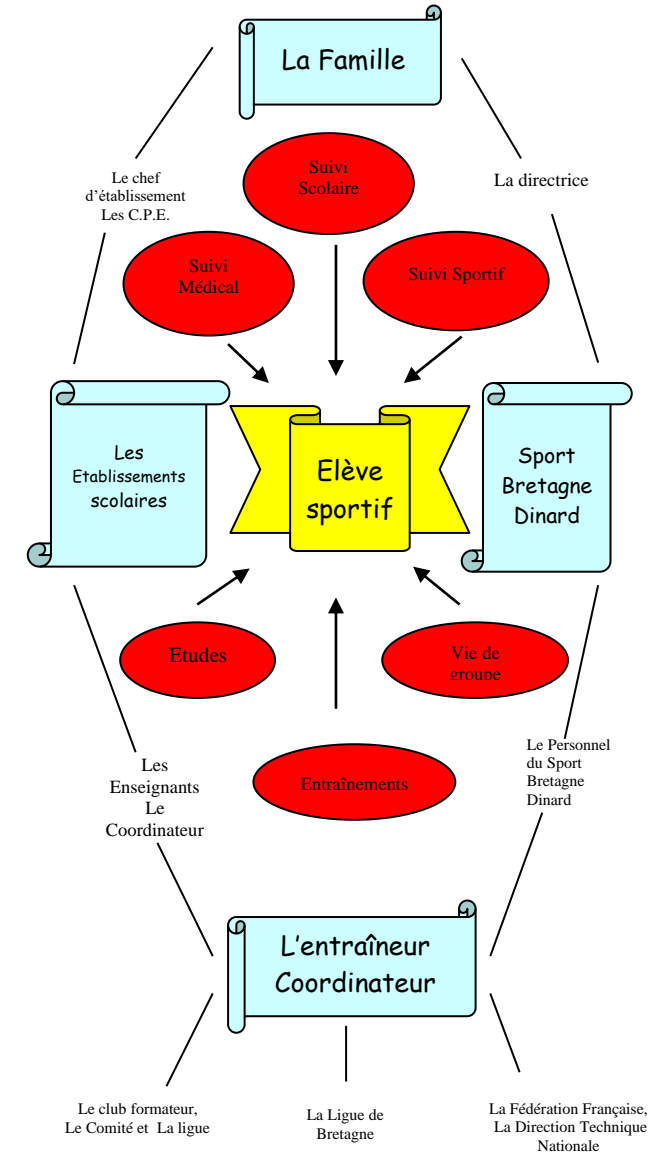 La Famille
Suivi
Scolaire
Le chef
d’établissement
Les C.P.E.
La directrice
Suivi
Médical
Suivi Sportif
Les
Etablissements
scolaires
Elève
sportif
Sport
Bretagne
Dinard
Etudes
Vie de
groupe
Les
Enseignants
Le
Coordinateur
Entraînements
Le Personnel
du Sport
Bretagne
Dinard
L’entraîneur
Coordinateur
Le club formateur,
Le Comité et La ligue
La Ligue de
Bretagne
La Fédération Française,
La Direction Technique
Nationale